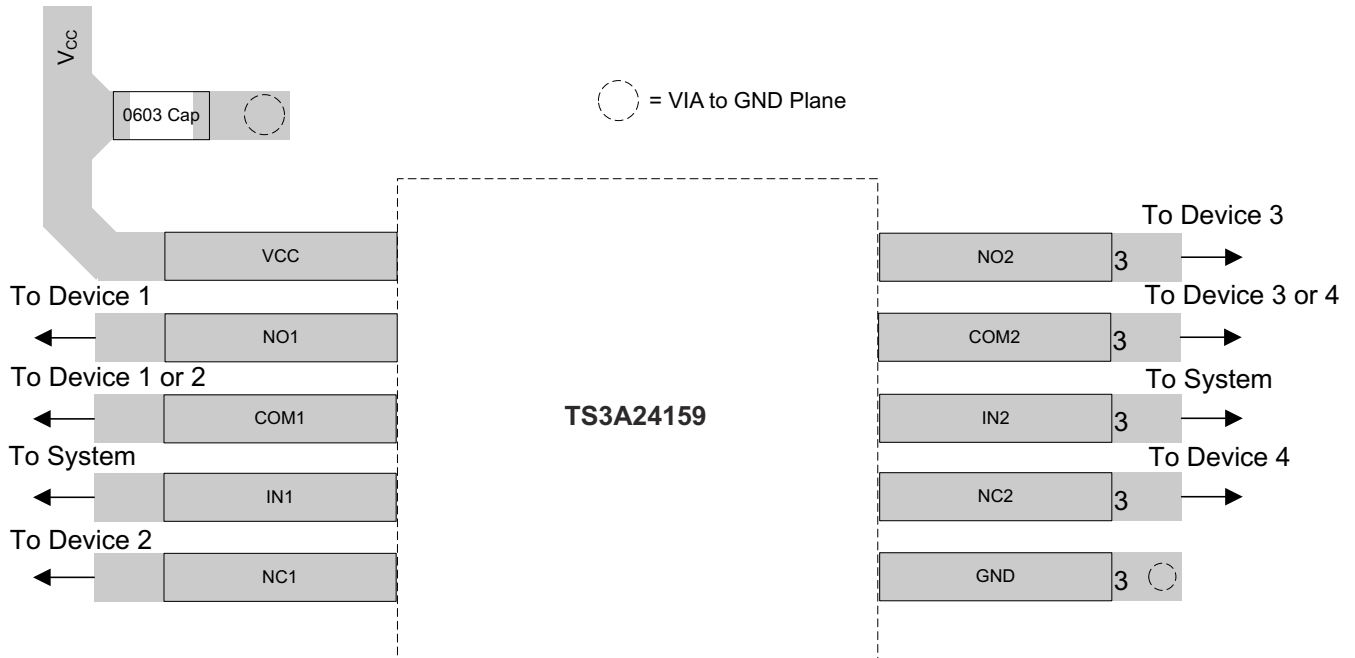 VCC
0603 Cap
= VIA to GND Plane
To Device 3
VCC
NO2
3
To Device 1
To Device 3 or 4
NO1
COM2
3
To Device 1 or 2
To System
COM1
TS3A24159
IN2
3
To System
To Device 4
IN1
NC2
3
To Device 2
NC1
GND
3